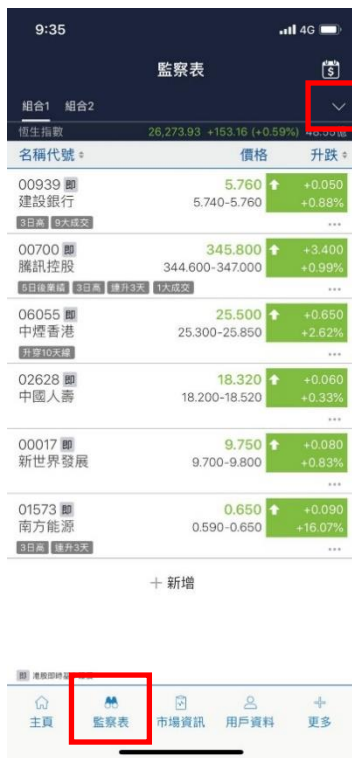 9:35
4G
監察表
組合1 組合2
恆生指數 26,273.93 +153.16 (+0.59%) 48.55億
名稱代號 價格 升跌
00939 即 5.760 +0.050
建設銀行 5.740-5.760 +0.88%
3日高 9大成交
00700 即 345.800 +3.400
騰訊控股 344.600-347.000 +0.99%
5日後業績 3日高 連升3天 1大成交
06055 即 25.500 +0.650
中煙香港 25.300-25.850 +2.62%
升穿10天線
02628 即 18.320 +0.060
中國人壽 18.200-18.520 +0.33%
00017 即 9.750 +0.080
新世界發展 9.700-9.800 +0.83%
01573 即 0.650 +0.090
南方能源 0.590-0.650 +16.07%
3日高 連升3天
+ 新增
即 港股即時
主頁 監察表 市場資訊 用戶資料 更多